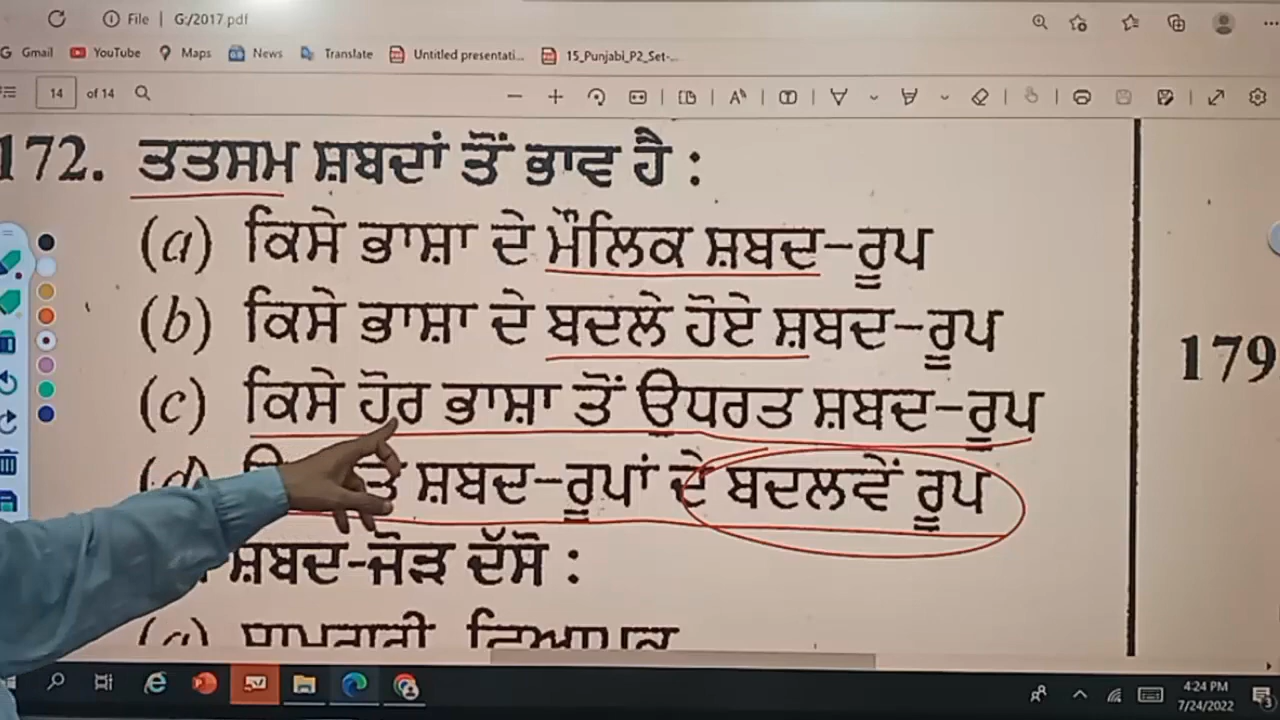 File | G:/2017.pdf
Gmail YouTube Maps News Translate Untitled presentati... 15_Punjabi_P2_Set-...
14 of 14
172. ਤਤਸਮ ਸ਼ਬਦਾਂ ਤੋਂ ਭਾਵ ਹੈ :
(a) ਕਿਸੇ ਭਾਸ਼ਾ ਦੇ ਮੌਲਿਕ ਸ਼ਬਦ-ਰੂਪ
(b) ਕਿਸੇ ਭਾਸ਼ਾ ਦੇ ਬਦਲੇ ਹੋਏ ਸ਼ਬਦ-ਰੂਪ
179
(c) ਕਿਸੇ ਹੋਰ ਭਾਸ਼ਾ ਤੋਂ ਉਧਰਤ ਸ਼ਬਦ-ਰੂਪ
(d) ਸ਼ਬਦ-ਰੂਪਾਂ ਦੇ ਬਦਲਵੇਂ ਰੂਪ
ਸ਼ਬਦ-ਜੋੜ ਦੱਸੋ :
4:24 PM
7/24/2022